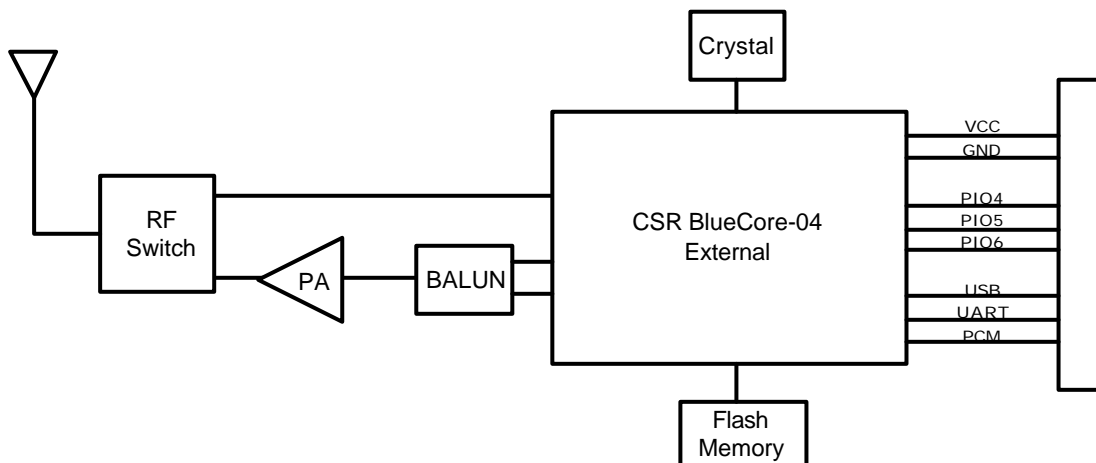 Crystal
VCC
GND
RF
Switch
PIO4
CSR BlueCore-04
PIO5
External
PIO6
PA
BALUN
USB
UART
PCM
Flash
Memory